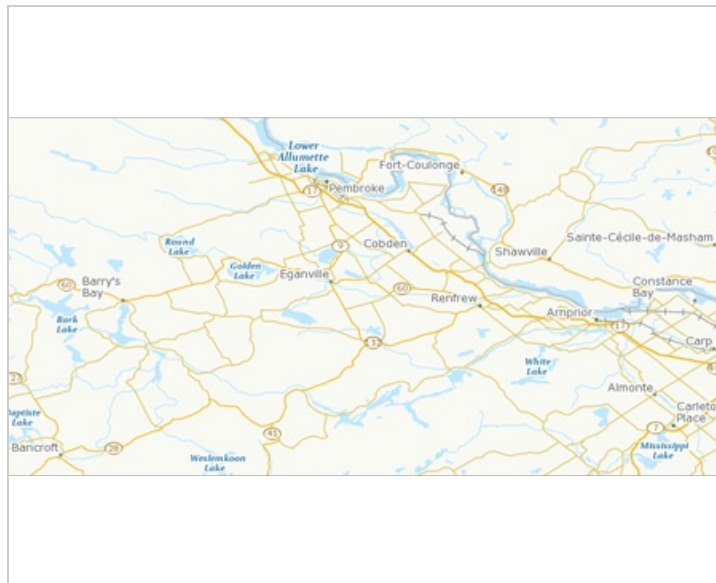 Lower
Allumette
Lake
Fort-Coulonge
17
Pembroke
148
Round
Lake
9
Cobden
Sainte-Cécile-de-Masham
Shawville
Golden
Lake
Eganville
60
Barry's
Bay
60
Constance
Bay
Renfrew
Bark
Lake
Arnprior
17
132
Carp
White
Lake
Almonte
Baptiste
Lake
Carleton
Place
41
7
28
Bancroft
Mississippi
Lake
Weslemkoon
Lake